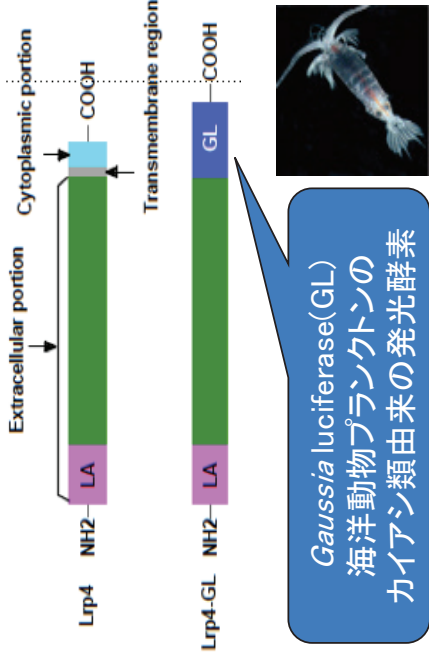 Extracellular portion
Cytoplasmic portion
Lrp4 NH2 LA COOH
Transmembrane region
Lrp4-GL NH2 LA GL COOH
Gaussia luciferase(GL)
海洋動物プランクトンの
カイアシ類由来の発光酵素